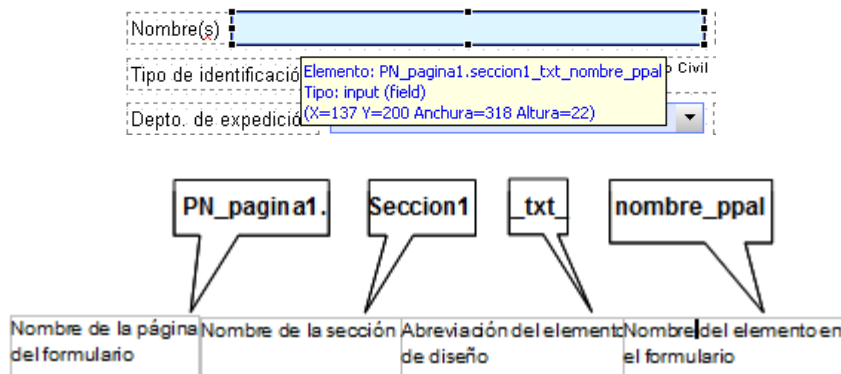 Nombre(s)
Tipo de identificació
Elemento: PN_pagina1.seccion1_txt_nombre_ppal
Tipo: input (field)
(X=137 Y=200 Anchura=318 Altura=22)
Civil
Depto. de expedició
PN_pagina1.
Seccion1
_txt_
nombre_ppal
Nombre de la página
del formulario
Nombre de la sección
Abreviación del elemento
de diseño
Nombre del elemento en
el formulario